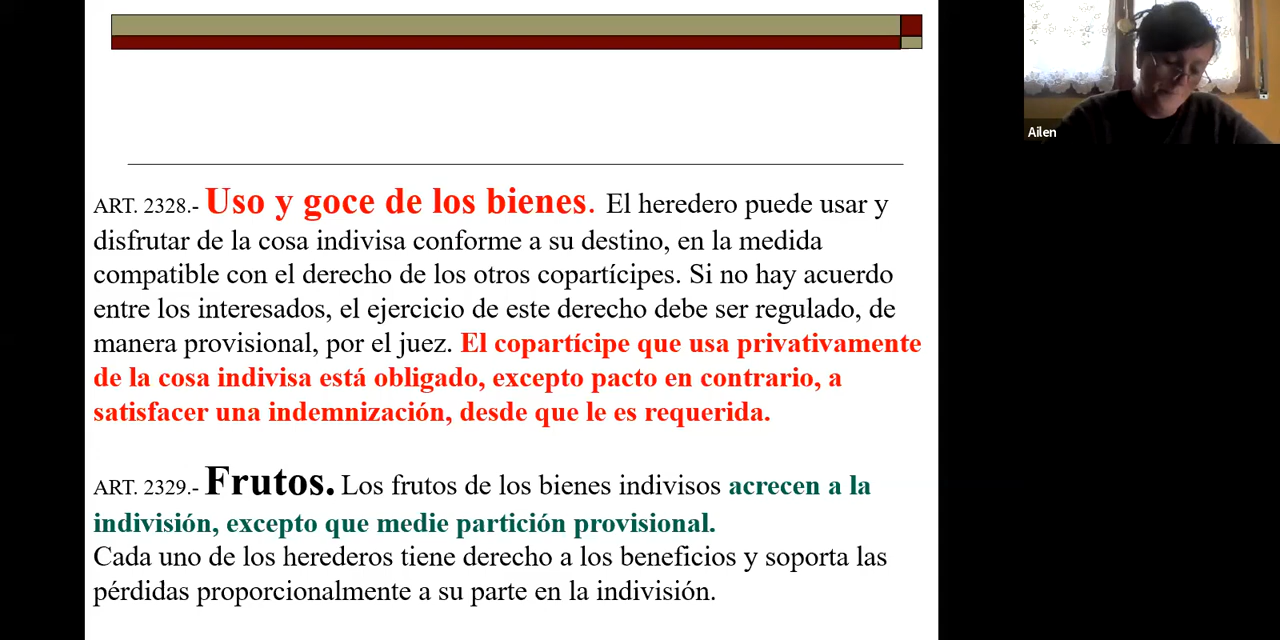 ART. 2328.- Uso y goce de los bienes. El heredero puede usar y
disfrutar de la cosa indivisa conforme a su destino, en la medida
compatible con el derecho de los otros copartícipes. Si no hay acuerdo
entre los interesados, el ejercicio de este derecho debe ser regulado, de
manera provisional, por el juez. El copartícipe que usa privativamente
de la cosa indivisa está obligado, excepto pacto en contrario, a
satisfacer una indemnización, desde que le es requerida.
ART. 2329.- Frutos. Los frutos de los bienes indivisos acrecen a la
indivisión, excepto que medie partición provisional.
Cada uno de los herederos tiene derecho a los beneficios y soporta las
pérdidas proporcionalmente a su parte en la indivisión.
Ailen